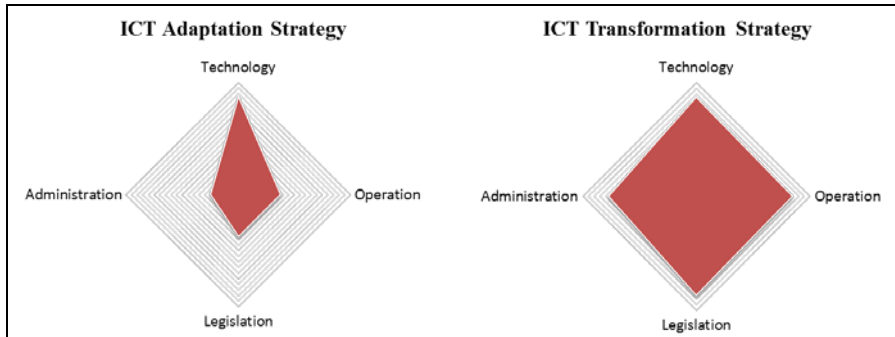 ICT Adaptation Strategy
Technology
Administration
Operation
Legislation
ICT Transformation Strategy
Technology
Administration
Operation
Legislation